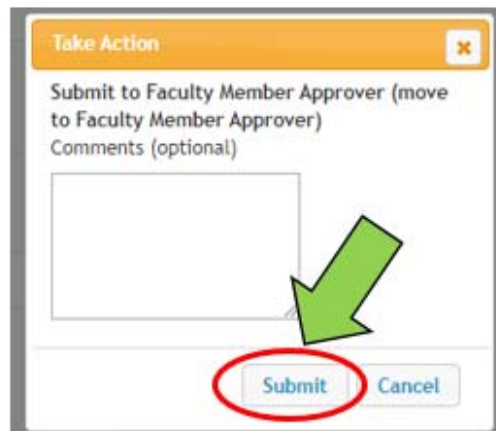 Take Action
Submit to Faculty Member Approver (move
to Faculty Member Approver)
Comments (optional)
Submit Cancel